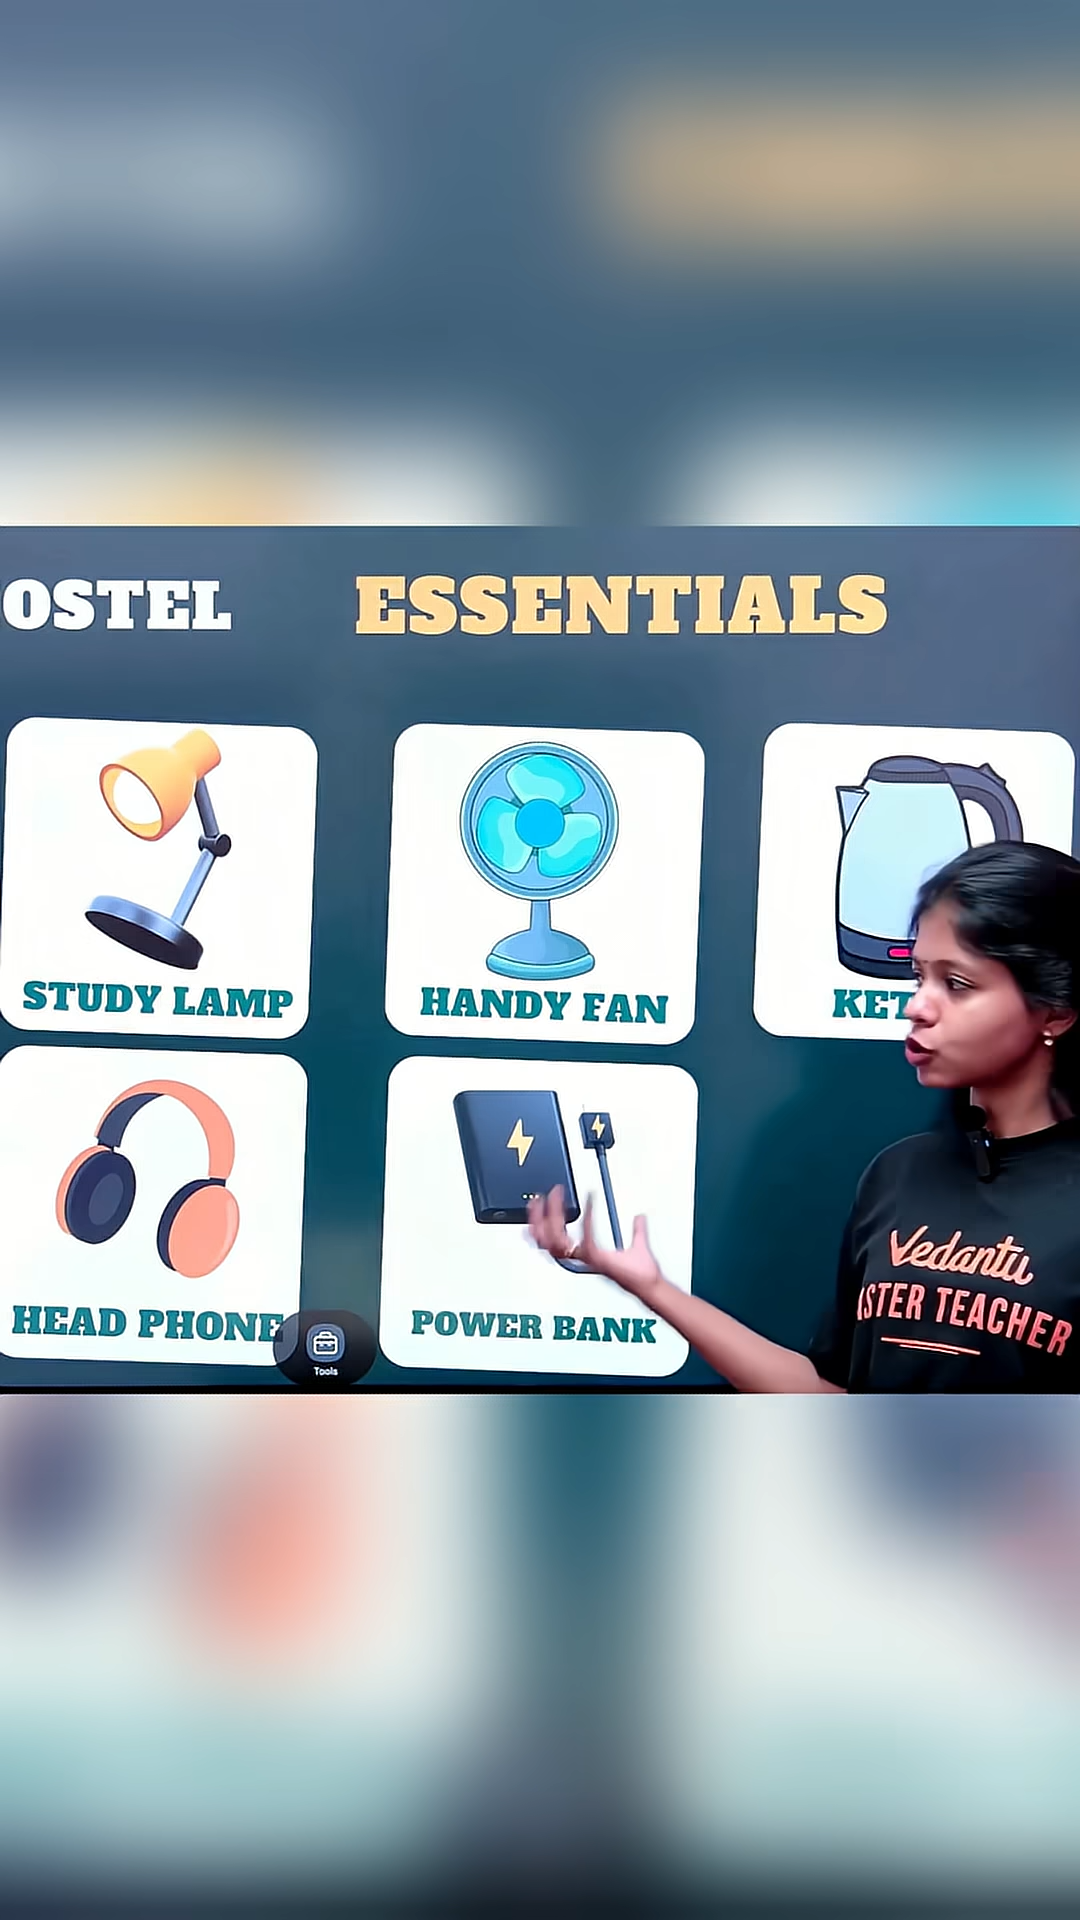 OSTEL ESSENTIALS
STUDY LAMP
HANDY FAN
KET
HEAD PHONE
POWER BANK
Tools
Vedantu
STER TEACHER